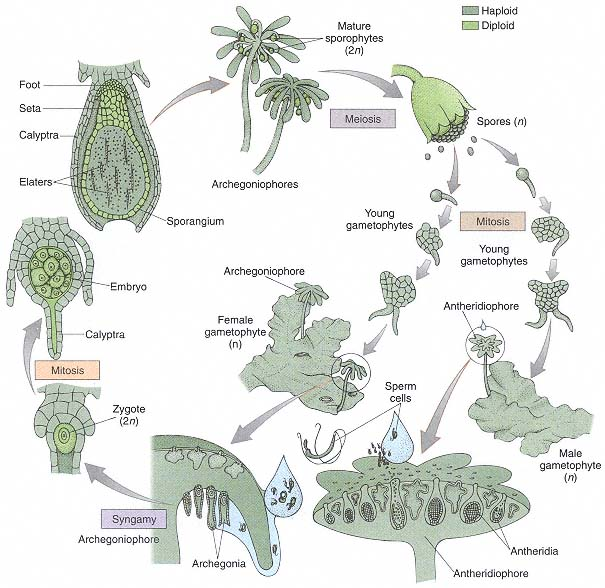 Haploid
Diploid
Mature
sporophytes
(2n)
Foot
Seta
Calyptra
Elaters
Sporangium
Archegoniophores
Meiosis
Spores (n)
Young
gametophytes
Mitosis
Young
gametophytes
Embryo
Calyptra
Archegoniophore
Female
gametophyte
(n)
Antheridiophore
Mitosis
Zygote
(2n)
Sperm
cells
Male
gametophyte
(n)
Syngamy
Archegoniophore
Archegonia
Antheridia
Antheridiophore